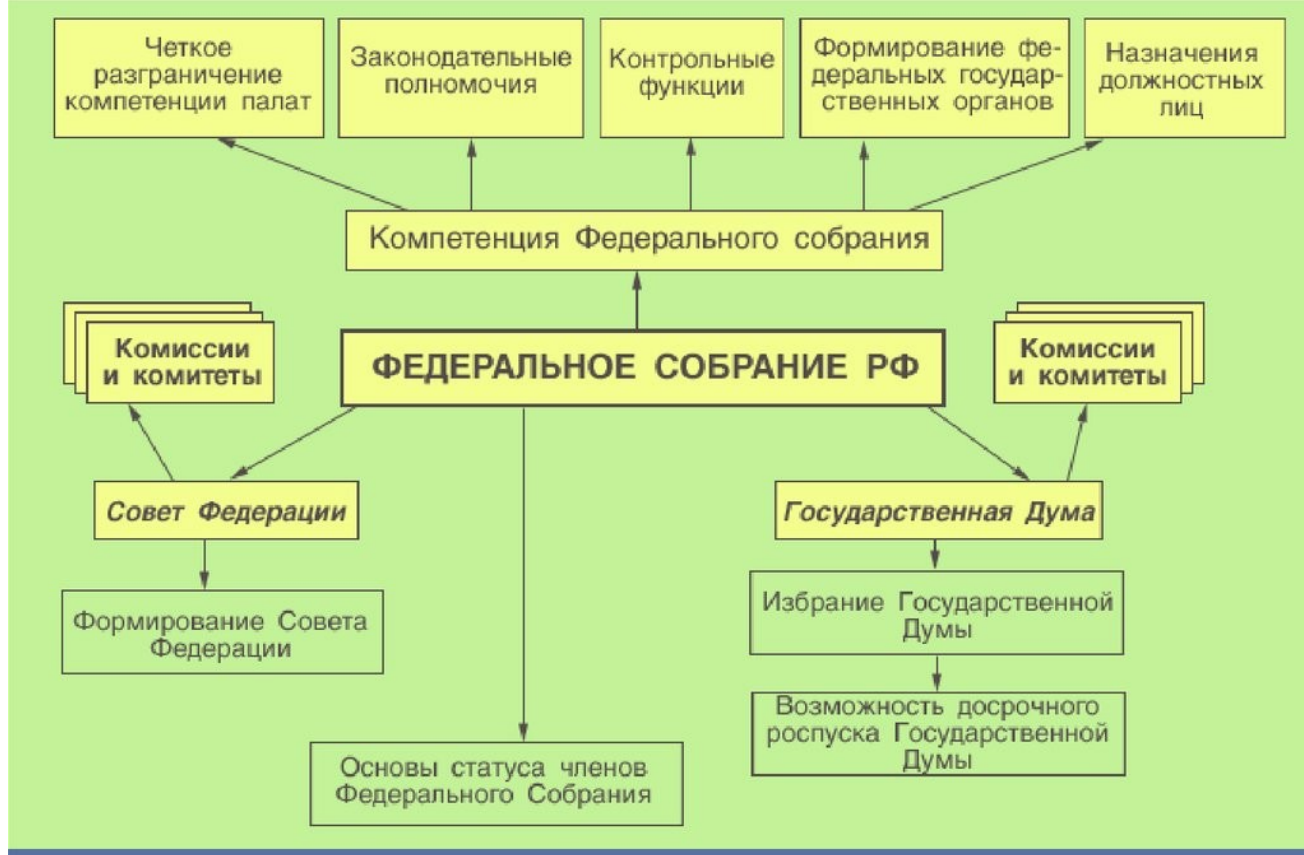 Четкое
разграничение
компетенции палат
Законодательные
полномочия
Контрольные
функции
Формирование фе-
деральных государ-
ственных органов
Назначения
должностных
лиц
Компетенция Федерального собрания
Комиссии
и комитеты
ФЕДЕРАЛЬНОЕ СОБРАНИЕ РФ
Комиссии
и комитеты
Совет Федерации
Государственная Дума
Формирование Совета
Федерации
Избрание Государственной
Думы
Возможность досрочного
роспуска Государственной
Думы
Основы статуса членов
Федерального Собрания